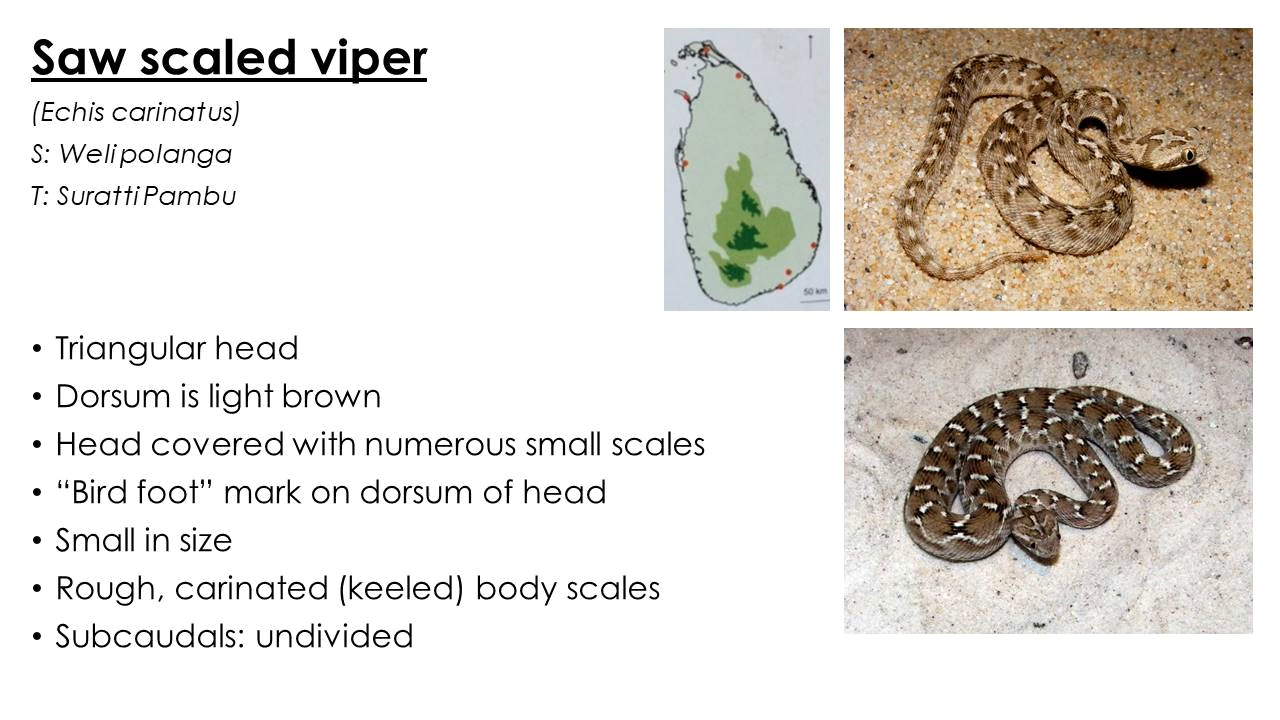 Saw scaled viper
(Echis carinatus)
S: Weli polanga
T: Suratti Pambu
50 km
• Triangular head
• Dorsum is light brown
• Head covered with numerous small scales
• “Bird foot” mark on dorsum of head
• Small in size
• Rough, carinated (keeled) body scales
• Subcaudals: undivided